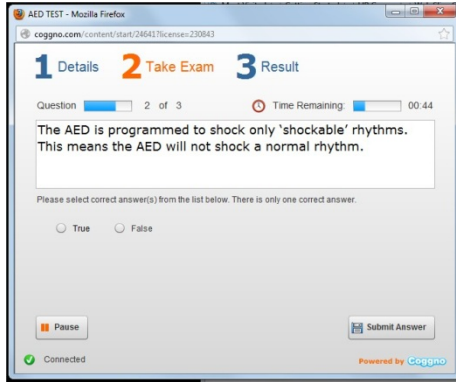 AED TEST - Mozilla Firefox
coggno.com/content/start/24641?license=230843
1 Details 2 Take Exam 3 Result
Question 2 of 3 Time Remaining: 00:44
The AED is programmed to shock only ‘shockable’ rhythms.
This means the AED will not shock a normal rhythm.
Please select correct answer(s) from the list below. There is only one correct answer.
True False
Pause Submit Answer
Connected Powered by Coggno